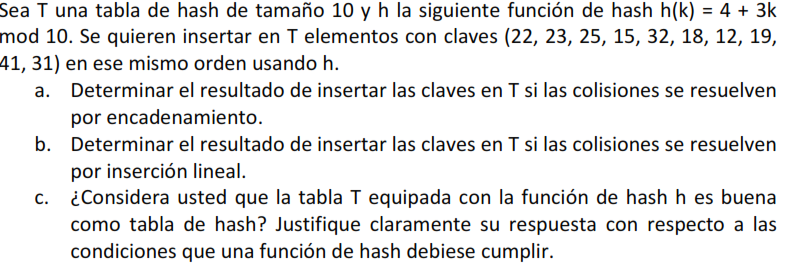 Sea T una tabla de hash de tamaño 10 y h la siguiente función de hash h(k) = 4 + 3k
mod 10. Se quieren insertar en T elementos con claves (22, 23, 25, 15, 32, 18, 12, 19,
41, 31) en ese mismo orden usando h.
a. Determinar el resultado de insertar las claves en T si las colisiones se resuelven
por encadenamiento.
b. Determinar el resultado de insertar las claves en T si las colisiones se resuelven
por inserción lineal.
c. ¿Considera usted que la tabla T equipada con la función de hash h es buena
como tabla de hash? Justifique claramente su respuesta con respecto a las
condiciones que una función de hash debiese cumplir.